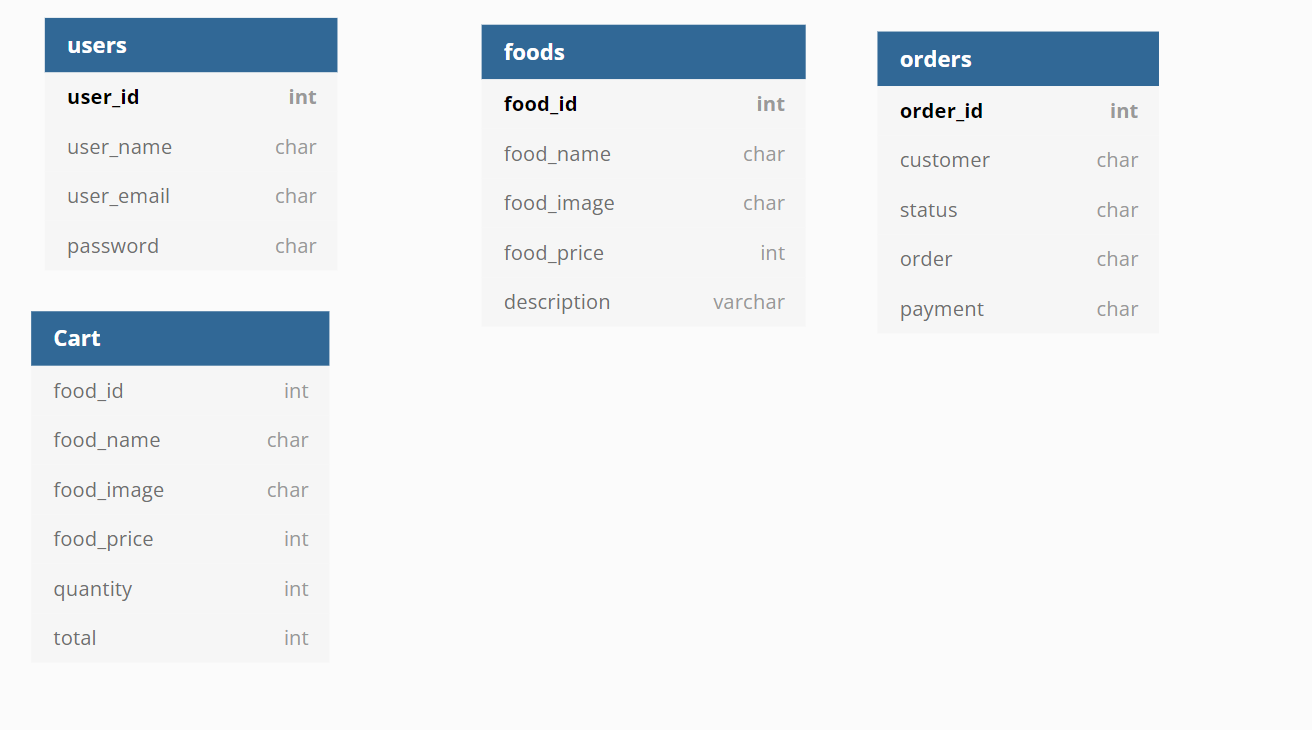 users
user_id int
user_name char
user_email char
password char
foods
food_id int
food_name char
food_image char
food_price int
description varchar
orders
order_id int
customer char
status char
order char
payment char
Cart
food_id int
food_name char
food_image char
food_price int
quantity int
total int